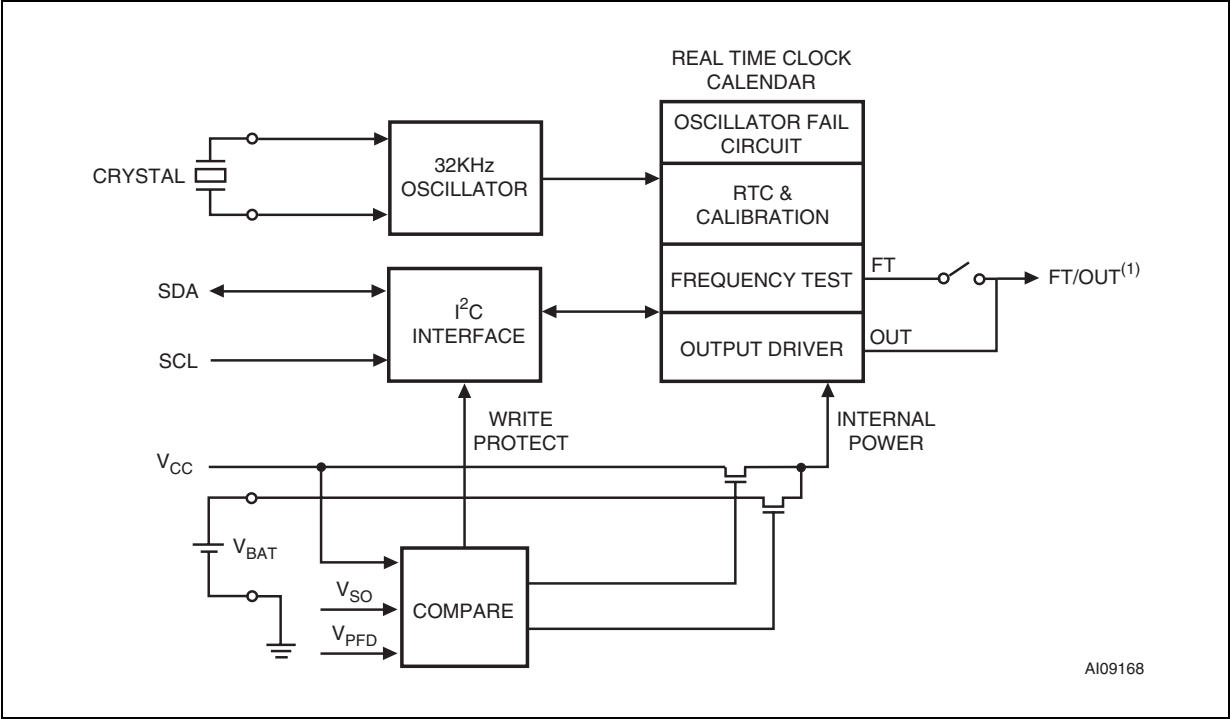 REAL TIME CLOCK
CALENDAR
OSCILLATOR FAIL
CIRCUIT
CRYSTAL
32KHz
OSCILLATOR
RTC &
CALIBRATION
FREQUENCY TEST
FT
FT/OUT(1)
SDA
I2C
INTERFACE
SCL
OUTPUT DRIVER
OUT
WRITE
PROTECT
INTERNAL
POWER
VCC
VBAT
VSO
COMPARE
VPFD
AI09168